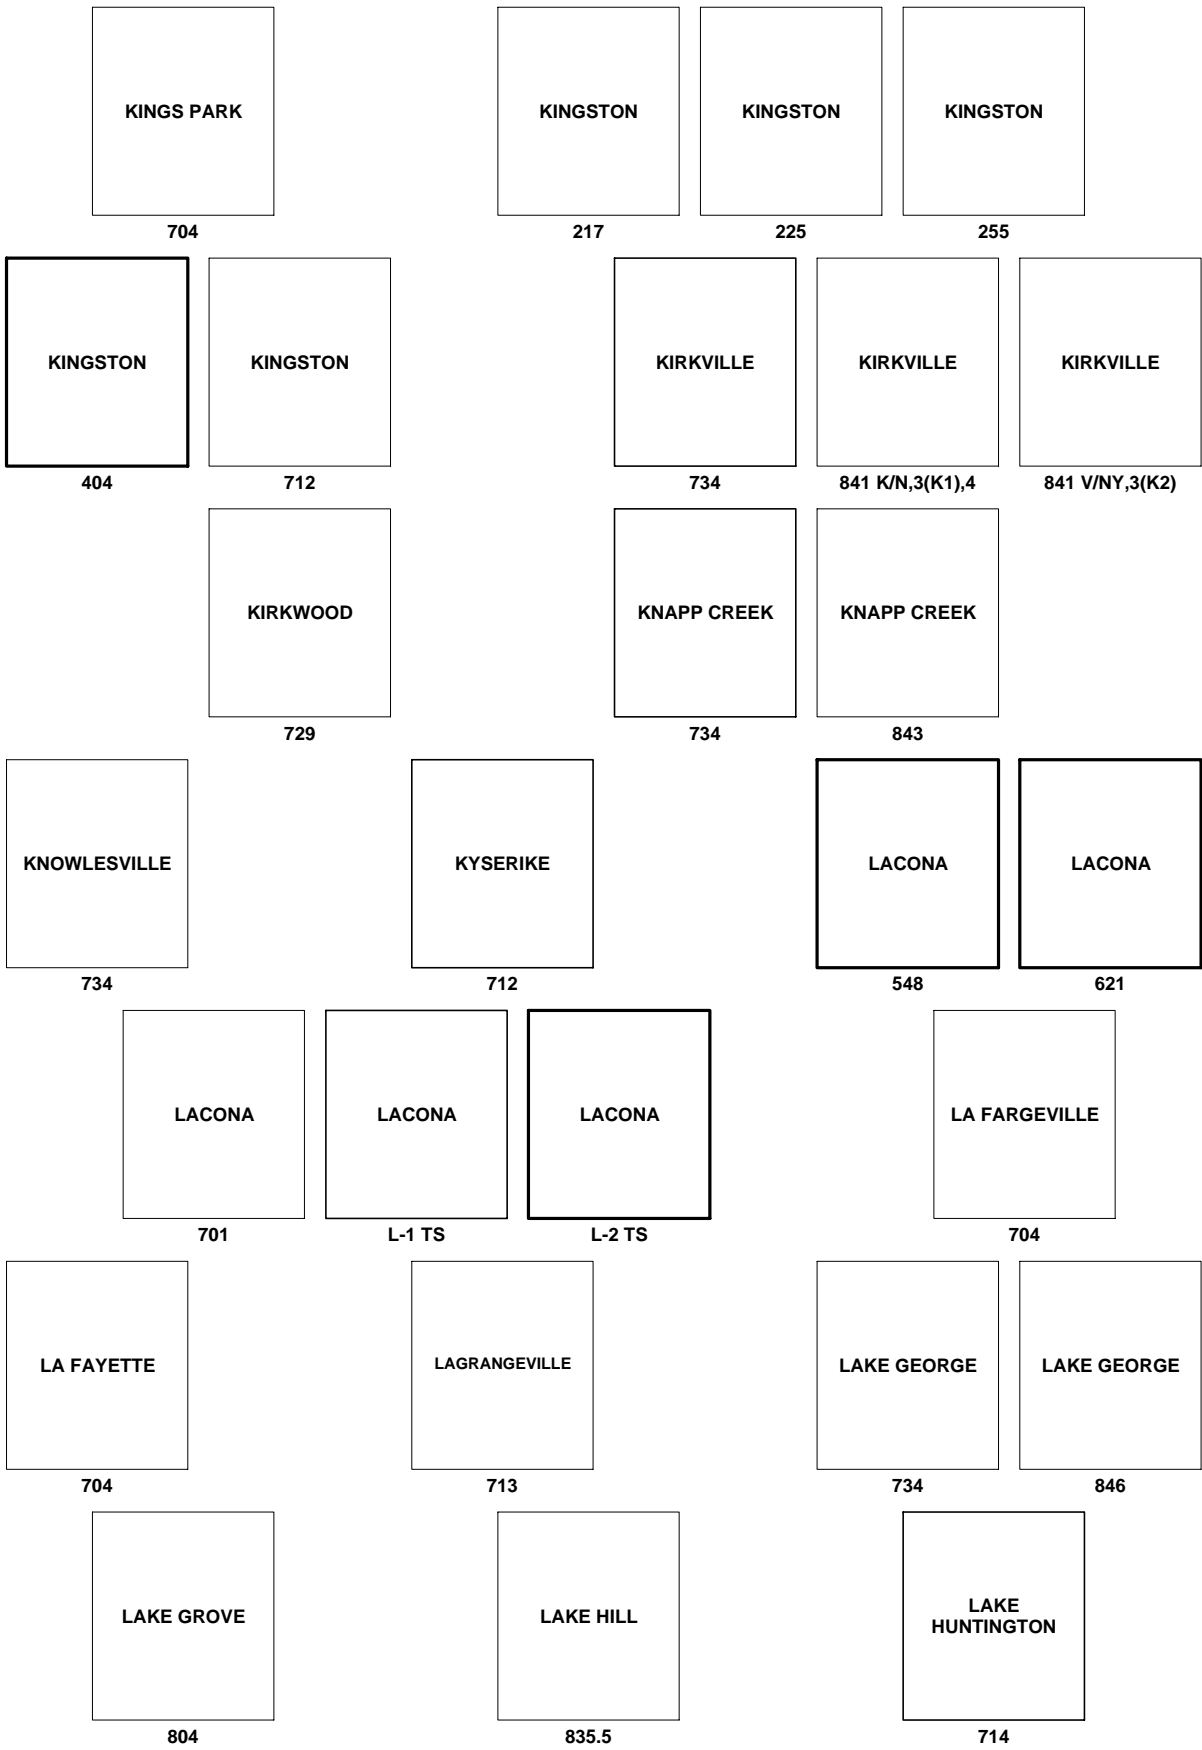 KINGS PARK
KINGSTON
KINGSTON
KINGSTON
704
217
225
255
KINGSTON
KINGSTON
KIRKVILLE
KIRKVILLE
KIRKVILLE
404
712
734
841 K/N,3(K1),4
841 V/NY,3(K2)
KIRKWOOD
KNAPP CREEK
KNAPP CREEK
729
734
843
KNOWLESVILLE
KYSERIKE
LACONA
LACONA
734
712
548
621
LACONA
LACONA
LACONA
LA FARGEVILLE
701
L-1 TS
L-2 TS
704
LA FAYETTE
LAGRANGEVILLE
LAKE GEORGE
LAKE GEORGE
704
713
734
846
LAKE GROVE
LAKE HILL
LAKE
HUNTINGTON
804
835.5
714